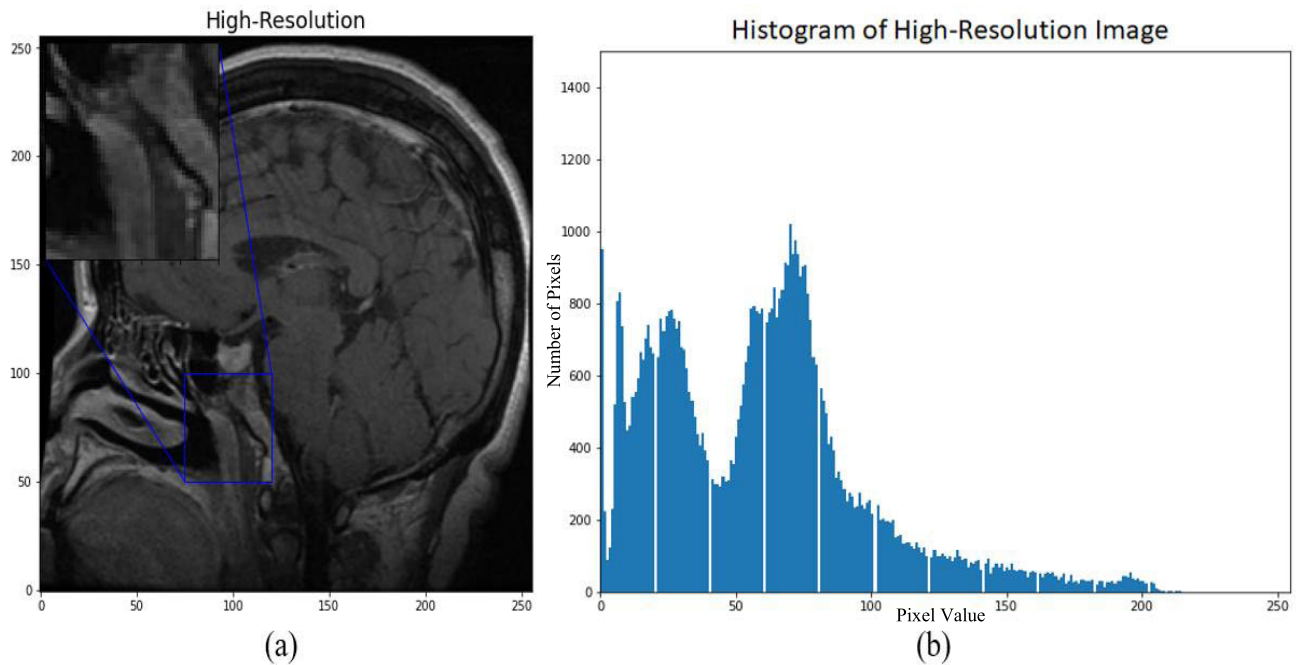 High-Resolution
250
200
150
100
50
0
0 50 100 150 200 250
(a)
Histogram of High-Resolution Image
1400
1200
1000
800
600
400
200
0
Number of Pixels
0 50 100 150 200 250
Pixel Value
(b)